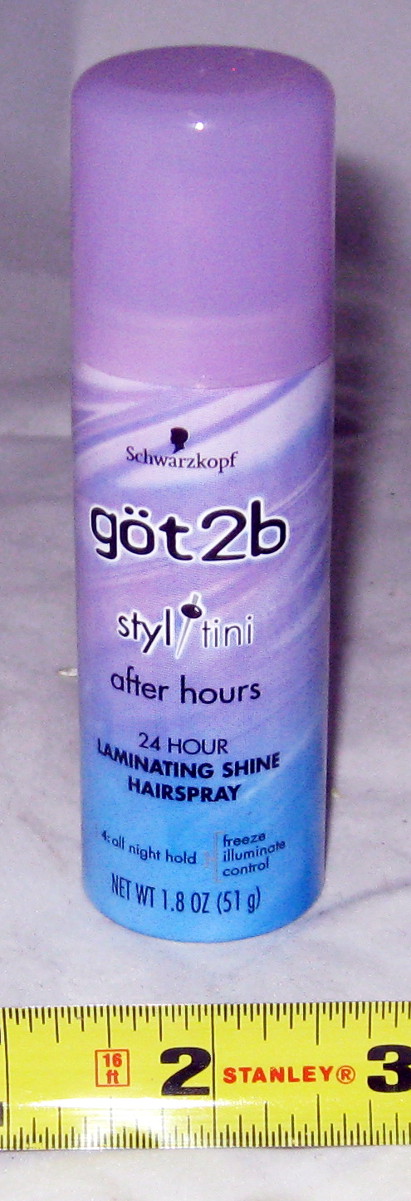 Schwarzkopf
göt2b
styl tini
after hours
24 HOUR
LAMINATING SHINE
HAIRSPRAY
4: all night hold
freeze
illuminate
control
NET WT 1.8 OZ (51 g)
16
ft
2 STANLEY® 3